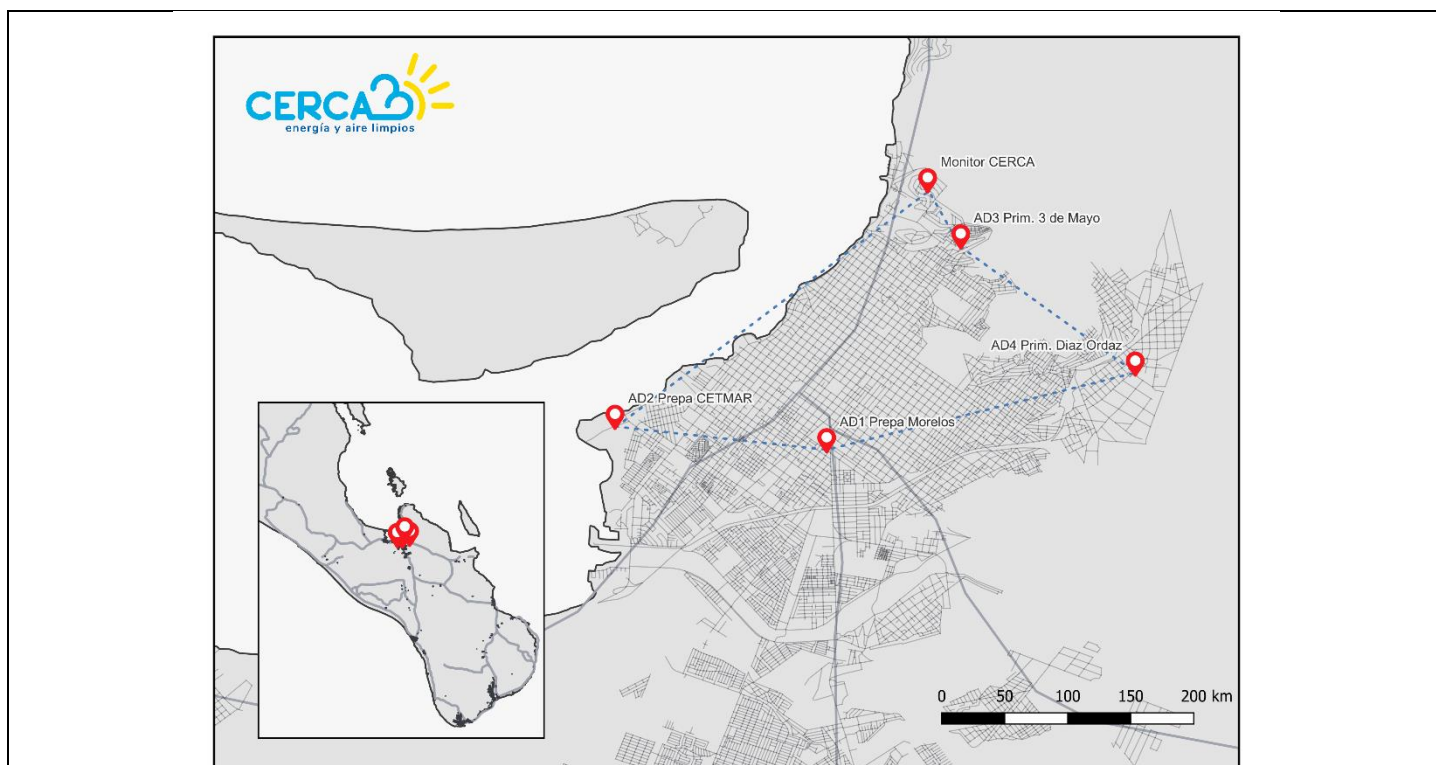 CERCA
energía y aire limpios
Monitor CERCA
AD3 Prim. 3 de Mayo
AD4 Prim. Diaz Ordaz
AD2 Prepa CETMAR
AD1 Prepa Morelos
0 50 100 150 200 km